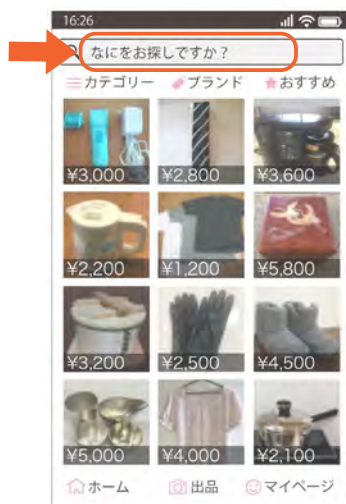 16:26
なにをお探しですか？
カテゴリー ブランド おすすめ
¥3,000 ¥2,800 ¥3,600
¥2,200 ¥1,200 ¥5,800
¥3,200 ¥2,500 ¥4,500
¥5,000 ¥4,000 ¥2,100
ホーム 出品 マイページ